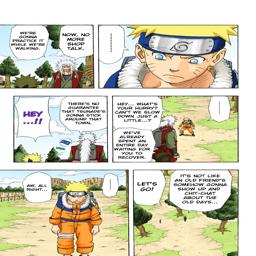 ..........
NOW, NO
MORE
SHOP
TALK.
WE'RE
GONNA
PRACTICE
WHILE WE'RE
WALKING.
HEY... WHAT'S
YOUR HURRY?
CAN'T WE SLOW
DOWN JUST A
LITTLE...?
WE'VE
ALREADY
SPENT AN
ENTIRE DAY
WAITING FOR
YOU TO
RECOVER.
THERE'S NO
GUARANTEE
THAT TSUNADE'S
GONNA STICK
AROUND THAT
TOWN.
HEY
...!!
IT'S NOT LIKE
AN OLD FRIEND'S
SOMEHOW GONNA
SHOW UP AND
CHIT-CHAT
ABOUT THE
OLD DAYS...
LET'S
GO!
AW, ALL
RIGHT...